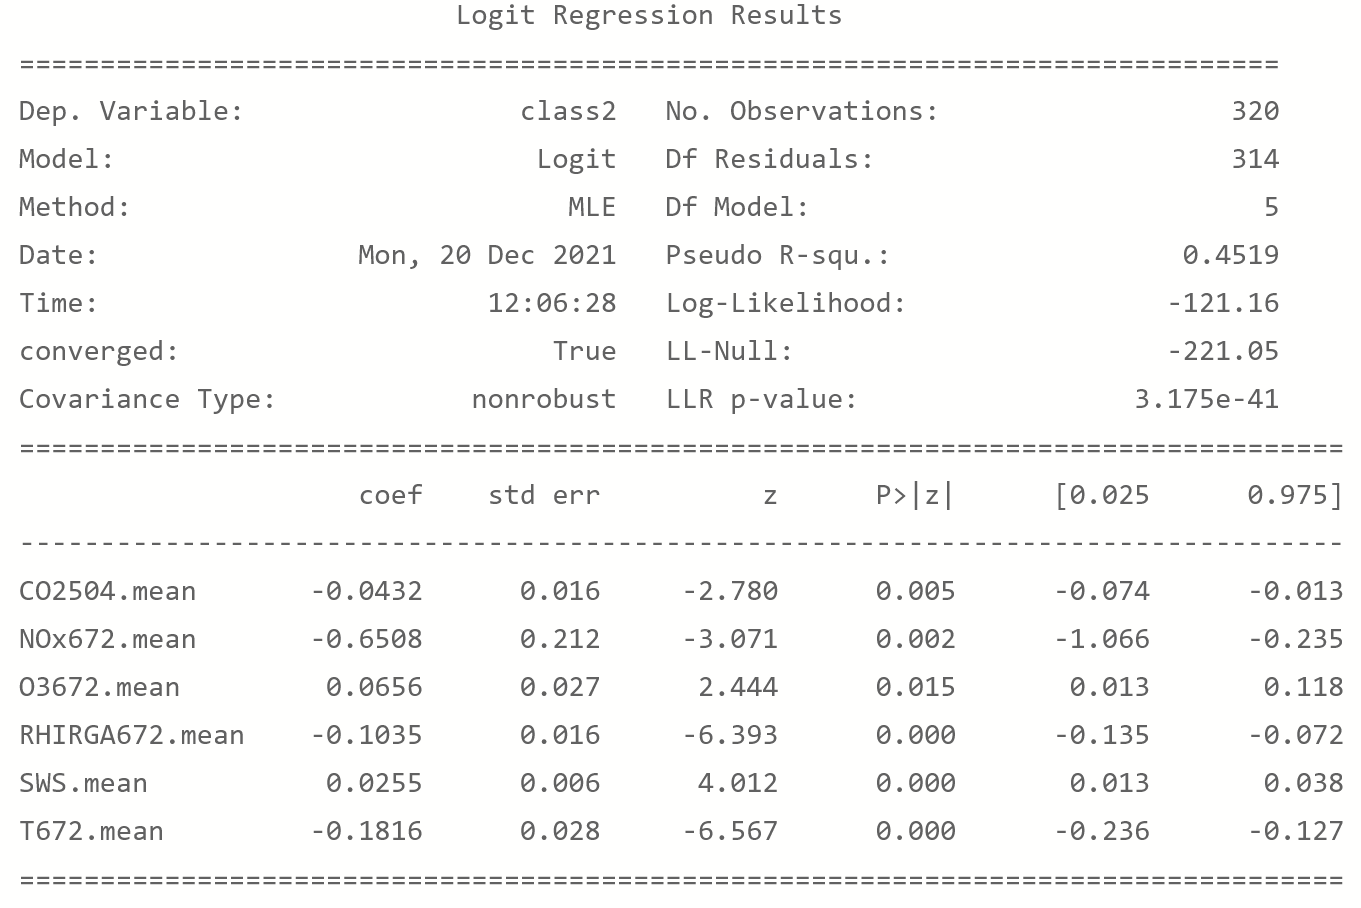 Logit Regression Results
==============================================================================
Dep. Variable:                 class2   No. Observations:                  320
Model:                          Logit   Df Residuals:                      314
Method:                           MLE   Df Model:                            5
Date:                Mon, 20 Dec 2021   Pseudo R-squ.:                  0.4519
Time:                        12:06:28   Log-Likelihood:                -121.16
converged:                       True   LL-Null:                       -221.05
Covariance Type:            nonrobust   LLR p-value:                 3.175e-41
==================================================================================
                     coef    std err          z      P>|z|      [0.025      0.975]
----------------------------------------------------------------------------------
CO2504.mean       -0.0432      0.016     -2.780      0.005      -0.074      -0.013
NOx672.mean       -0.6508      0.212     -3.071      0.002      -1.066      -0.235
O3672.mean         0.0656      0.027      2.444      0.015       0.013       0.118
RHIRGA672.mean    -0.1035      0.016     -6.393      0.000      -0.135      -0.072
SWS.mean           0.0255      0.006      4.012      0.000       0.013       0.038
T672.mean         -0.1816      0.028     -6.567      0.000      -0.236      -0.127
==================================================================================